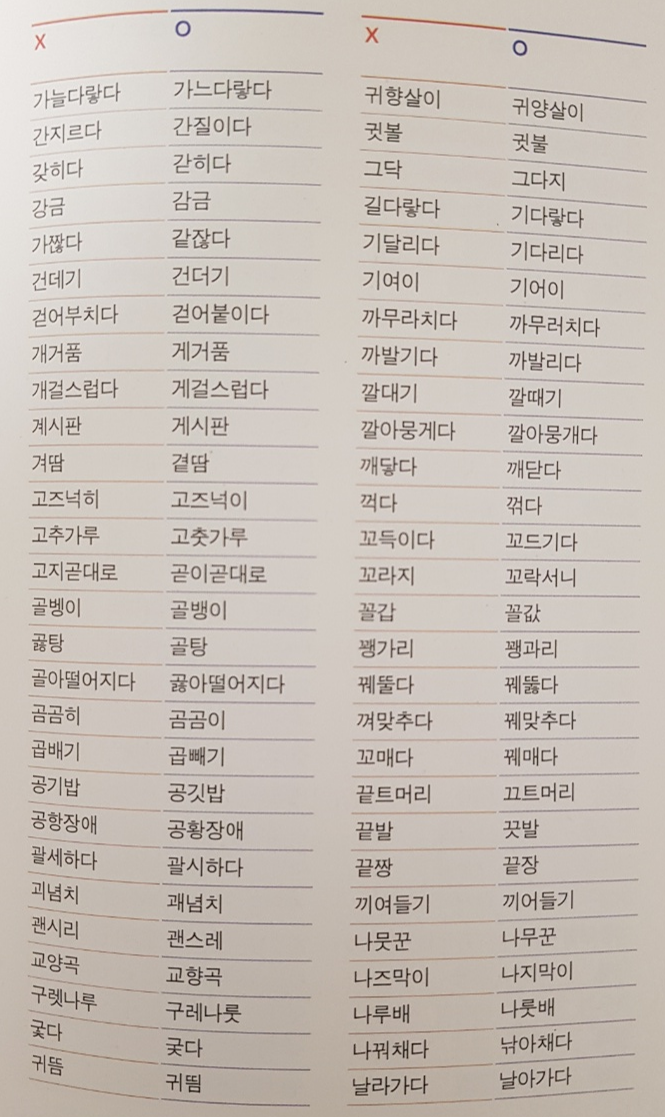 X O
가늘다랗다 가느다랗다
간지르다 간질이다
갖히다 갇히다
강금 감금
가짢다 같잖다
건데기 건더기
걷어부치다 걷어붙이다
개거품 게거품
개걸스럽다 게걸스럽다
계시판 게시판
겨땀 곁땀
고즈넉히 고즈넉이
고추가루 고춧가루
고지곧대로 곧이곧대로
골벵이 골뱅이
곯탕 골탕
골아떨어지다 곯아떨어지다
곰곰히 곰곰이
곱배기 곱빼기
공기밥 공깃밥
공항장애 공황장애
괄세하다 괄시하다
괴념치 괘념치
괜시리 괜스레
교양곡 교향곡
구렛나루 구레나룻
궃다 궂다
귀뜸 귀띔
X O
귀향살이 귀양살이
귓볼 귓불
그닥 그다지
길다랗다 기다랗다
기달리다 기다리다
기여이 기어이
까무라치다 까무러치다
까발기다 까발리다
깔대기 깔때기
깔아뭉게다 깔아뭉개다
깨닿다 깨닫다
꺽다 꺾다
꼬득이다 꼬드기다
꼬라지 꼬락서니
꼴갑 꼴값
꽹가리 꽹과리
꿰뚤다 꿰뚫다
껴맞추다 꿰맞추다
꼬매다 꿰매다
끝트머리 끄트머리
끝발 끗발
끝짱 끝장
끼여들기 끼어들기
나뭇꾼 나무꾼
나즈막이 나지막이
나루배 나룻배
나꿔채다 낚아채다
날라가다 날아가다